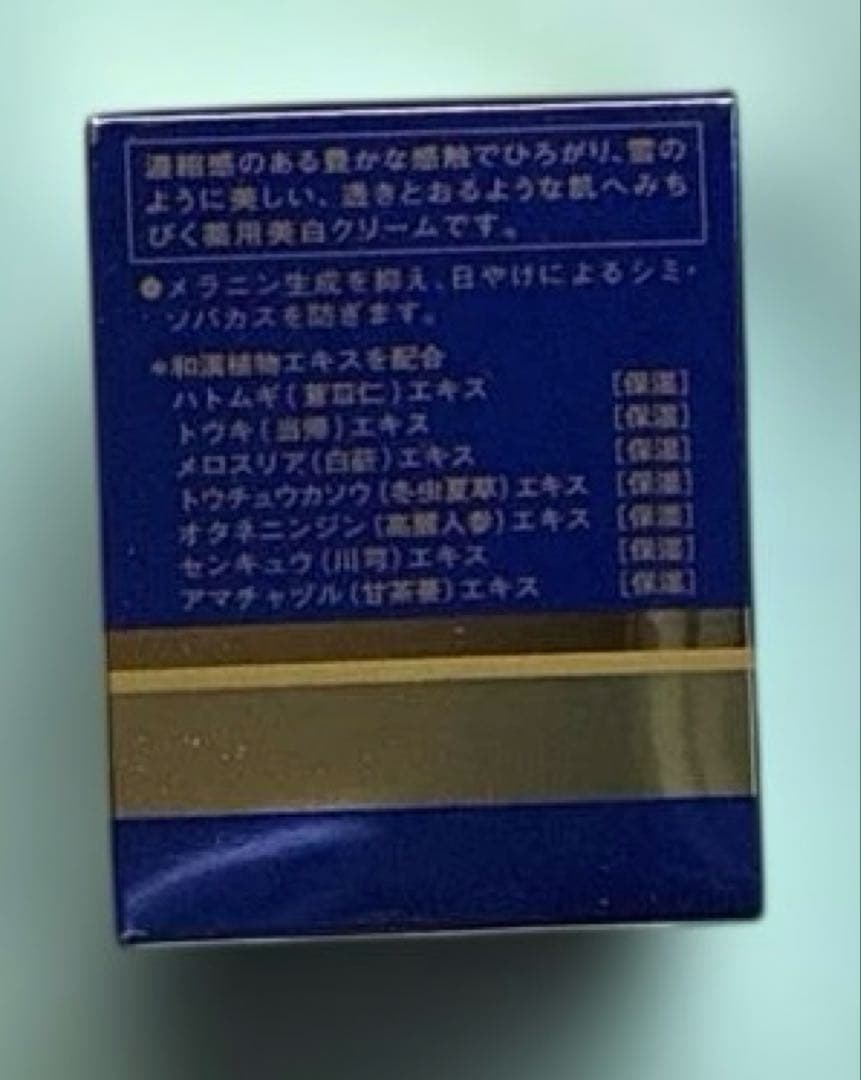 濃縮感のある豊かな感触でひろがり、雪の
ように美しい、透きとおるような肌へみち
びく薬用美白クリームです。
●メラニン生成を抑え、日やけによるシミ・
ソバカスを防ぎます。
*和漢植物エキスを配合
ハトムギ(薏苡仁)エキス [保湿]
トウキ(当帰)エキス [保湿]
メロスリア(白蘞)エキス [保湿]
トウチュウカソウ(冬虫夏草)エキス [保湿]
オタネニンジン(高麗人参)エキス [保湿]
センキュウ(川芎)エキス [保湿]
アマチャヅル(甘茶蔓)エキス [保湿]